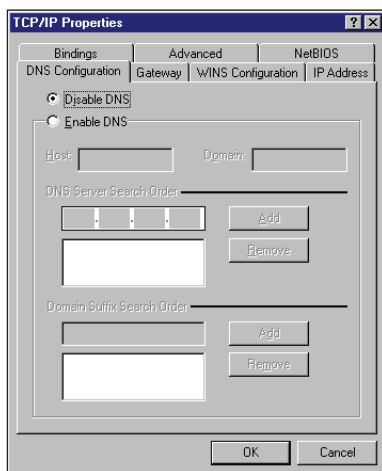 TCP/IP Properties
Bindings Advanced NetBIOS
DNS Configuration Gateway WINS Configuration IP Address
Disable DNS
Enable DNS
Host: Domain:
DNS Server Search Order
. . . Add
Remove
Domain Suffix Search Order
Add
Remove
OK Cancel